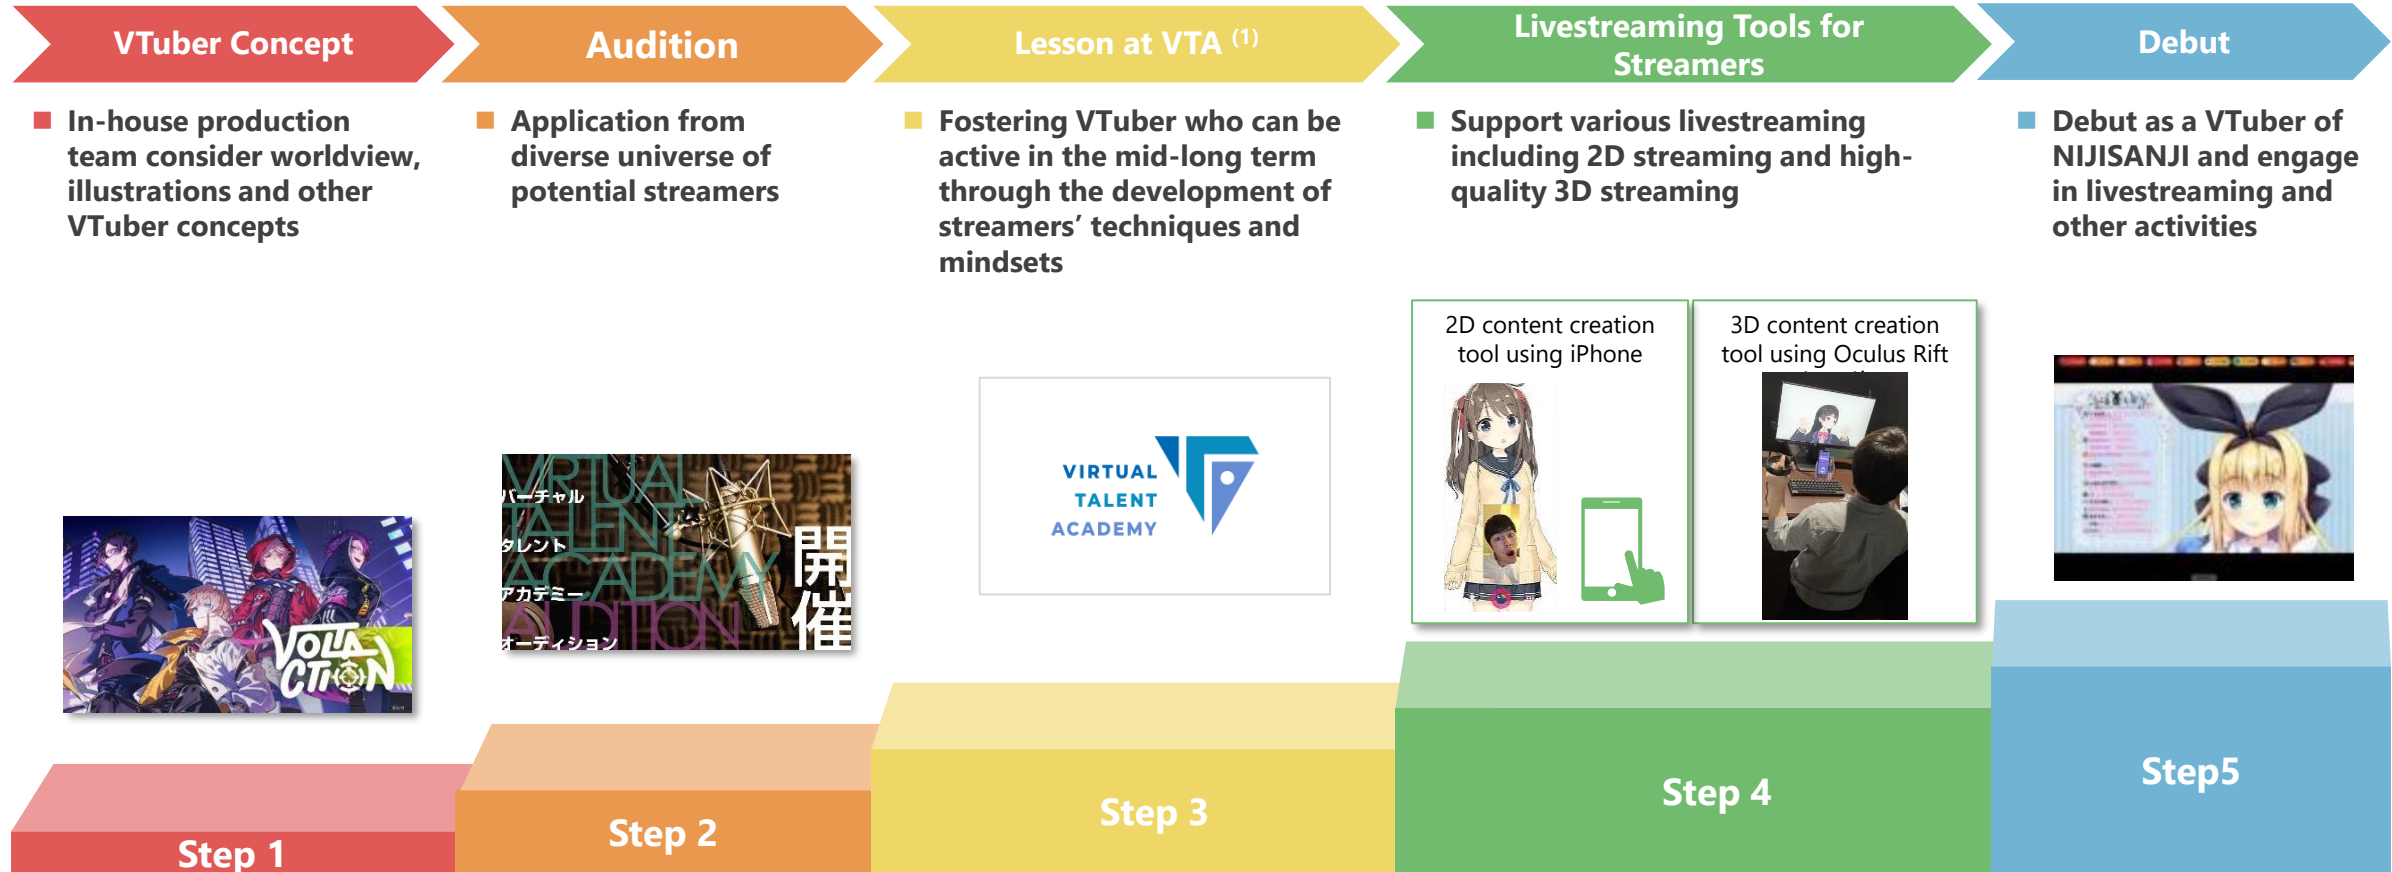 VTuber Concept
Audition
Lesson at VTA (1)
Livestreaming Tools for
Streamers
Debut
In-house production
team consider worldview,
illustrations and other
VTuber concepts
Application from
diverse universe of
potential streamers
Fostering VTuber who can be
active in the mid-long term
through the development of
streamers’ techniques and
mindsets
Support various livestreaming
including 2D streaming and high-
quality 3D streaming
Debut as a VTuber of
NIJISANJI and engage
in livestreaming and
other activities
VOLTA
CTION
VIRTUAL
バーチャル
TALENT
タレント
ACADEMY
アカデミー
AUDITION
オーディション
開催
VIRTUAL
TALENT
ACADEMY
2D content creation
tool using iPhone
3D content creation
tool using Oculus Rift
Step 1
Step 2
Step 3
Step 4
Step5